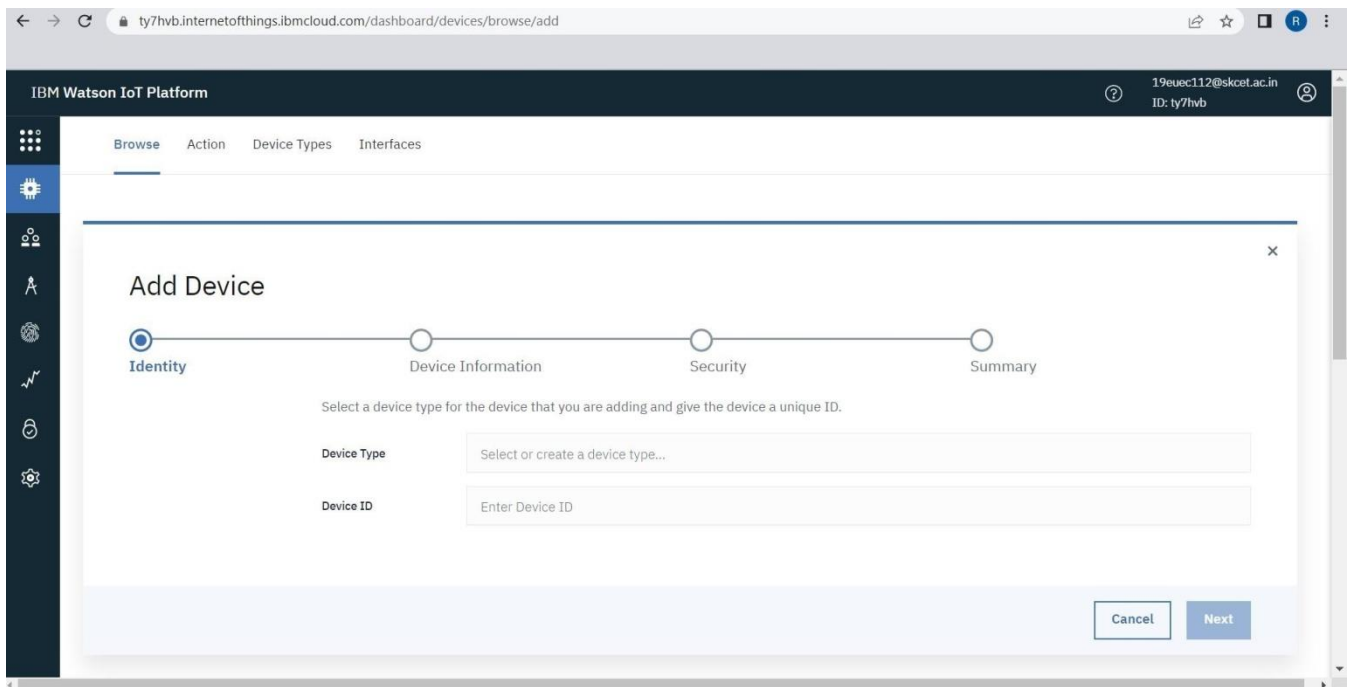 ty7hvb.internetofthings.ibmcloud.com/dashboard/devices/browse/add
R
IBM Watson IoT Platform
19euec112@skcet.ac.in
ID: ty7hvb
Browse Action Device Types Interfaces
Add Device
Identity Device Information Security Summary
Select a device type for the device that you are adding and give the device a unique ID.
Device Type Select or create a device type...
Device ID Enter Device ID
Cancel Next